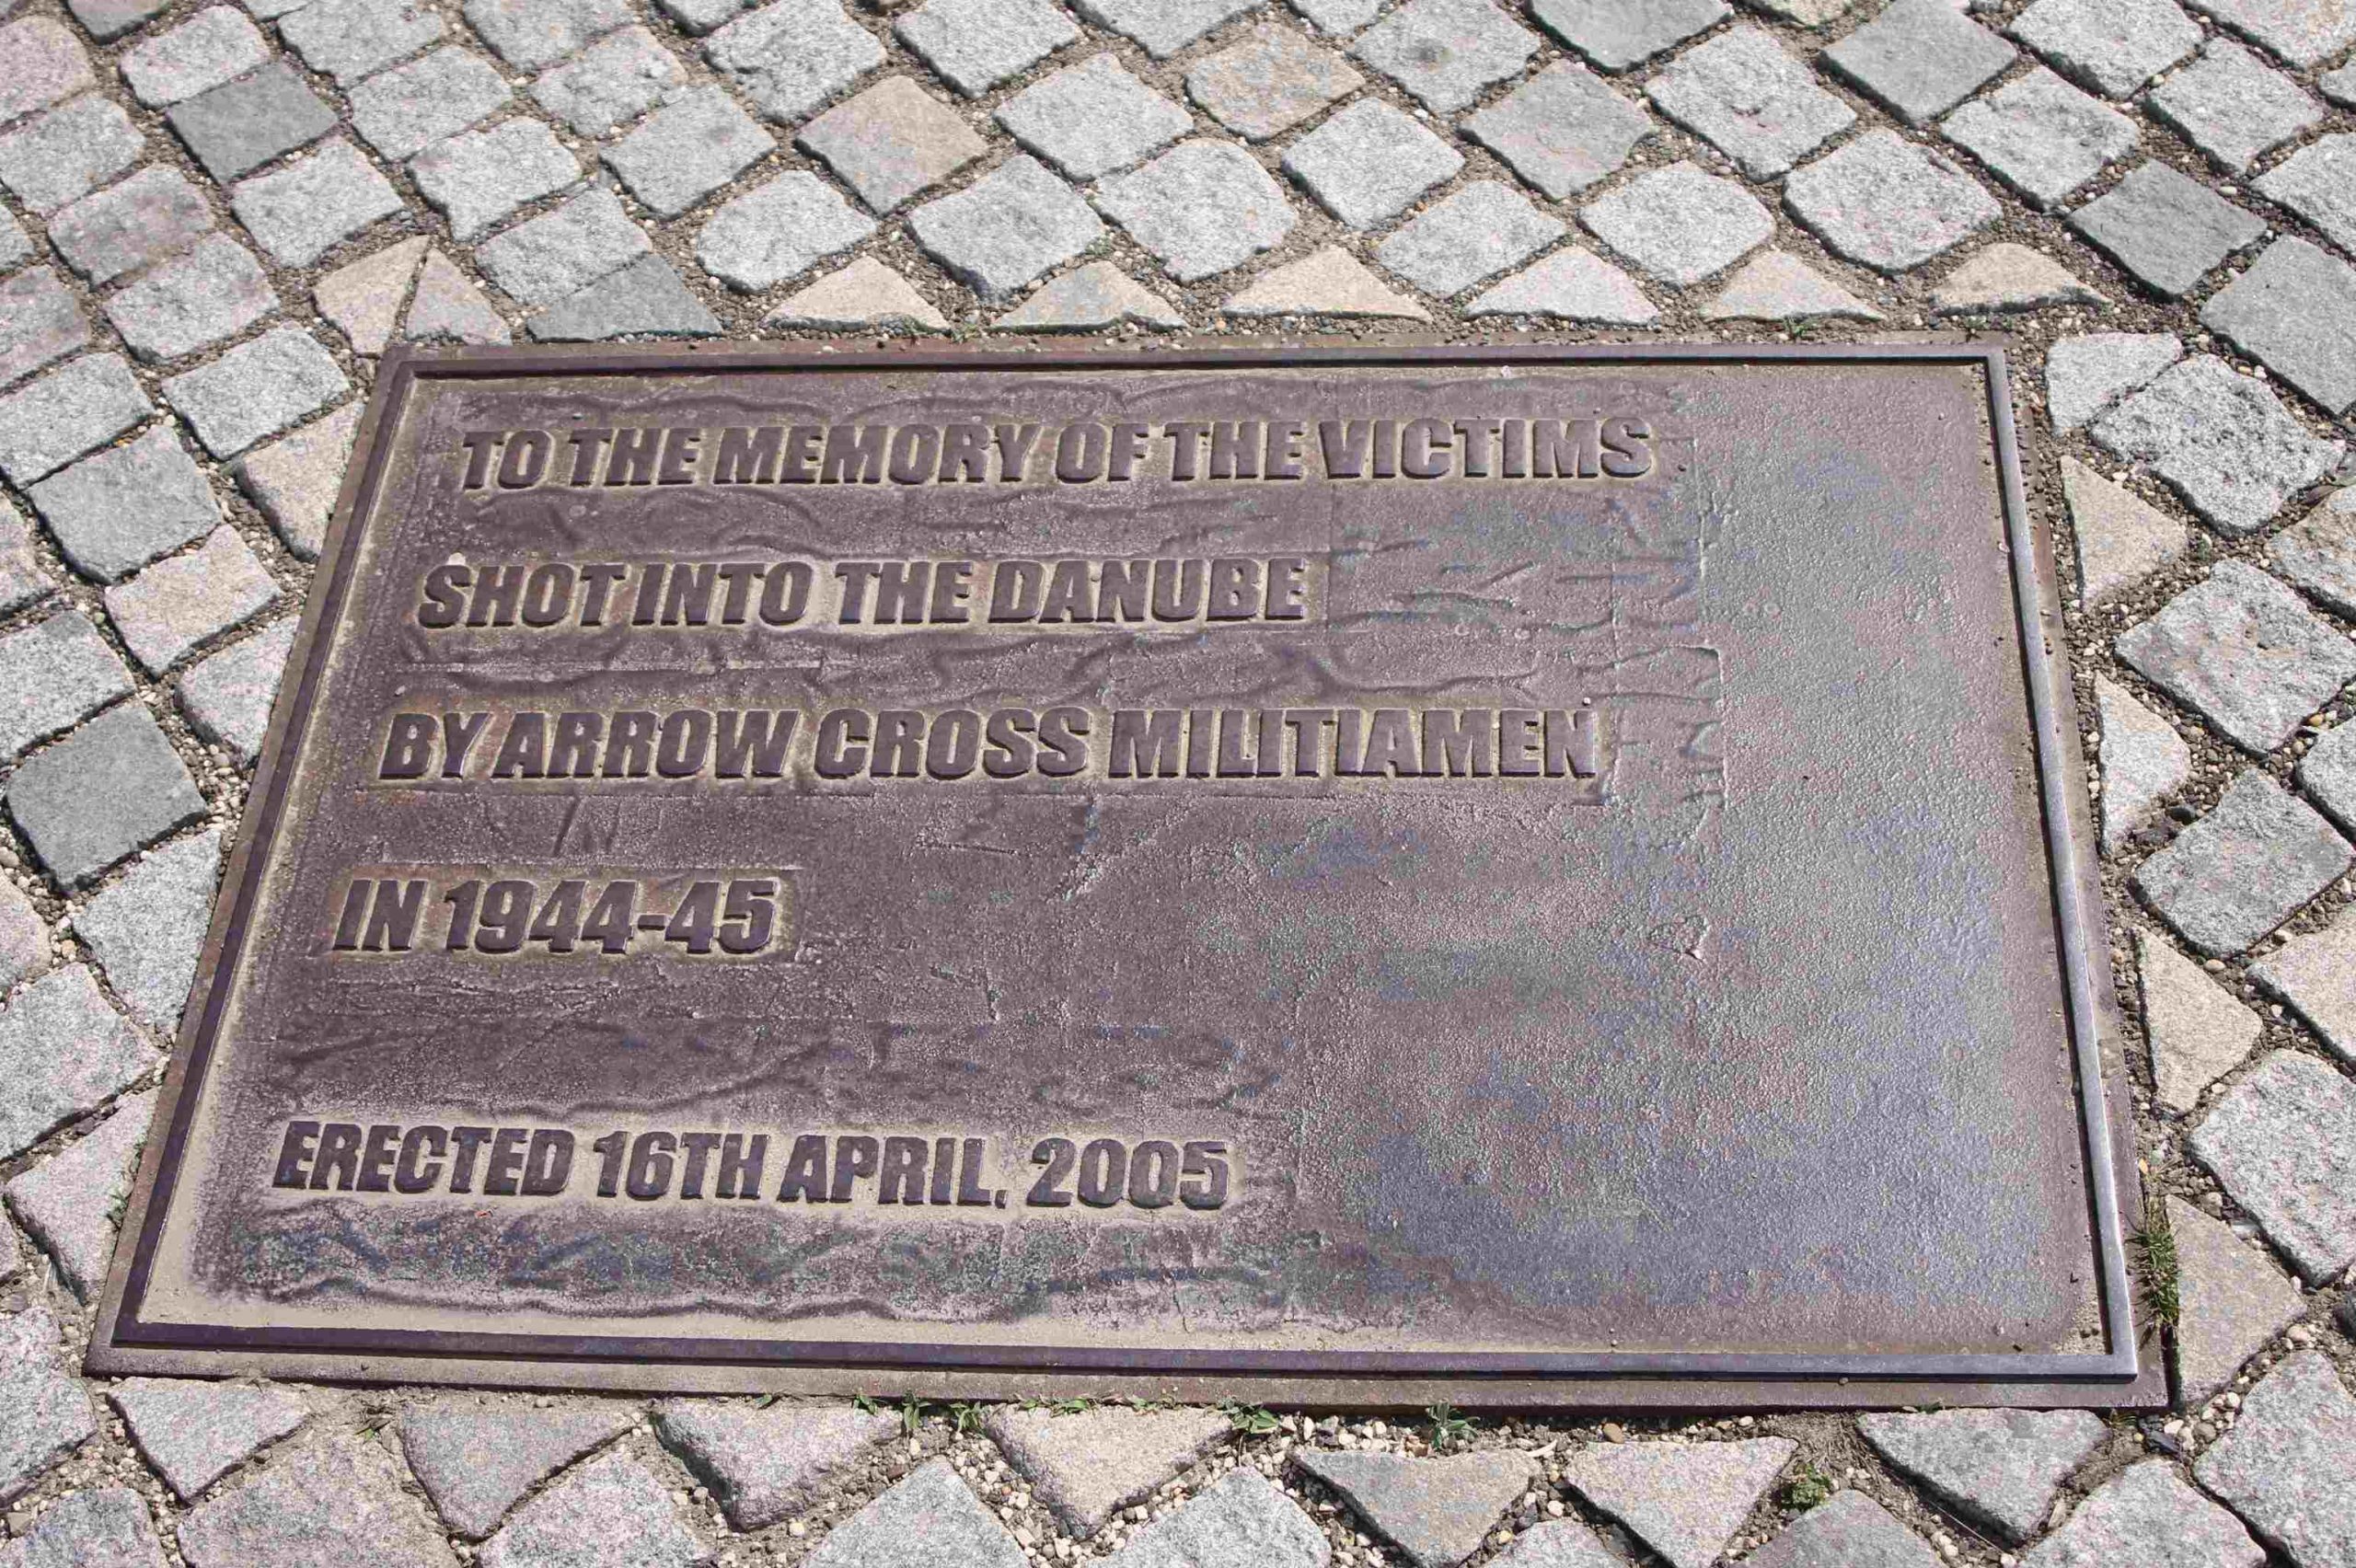 TO THE MEMORY OF THE VICTIMS
SHOT INTO THE DANUBE
BY ARROW CROSS MILITIAMEN
IN 1944-45
ERECTED 16TH APRIL, 2005